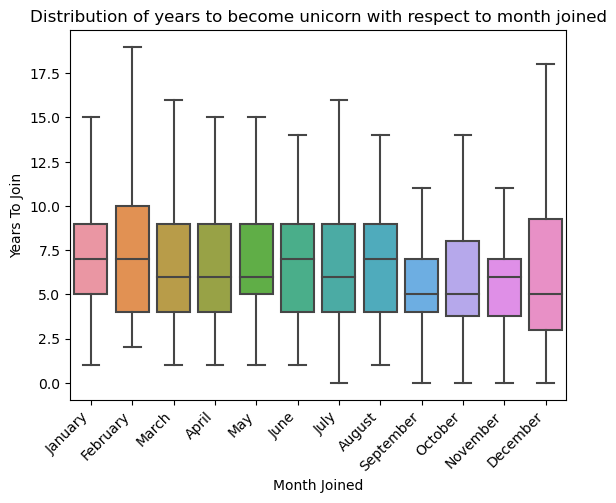 Distribution of years to become unicorn with respect to month joined
Years To Join
17.5
15.0
12.5
10.0
7.5
5.0
2.5
0.0
January
February
March
April
May
June
July
August
September
October
November
December
Month Joined